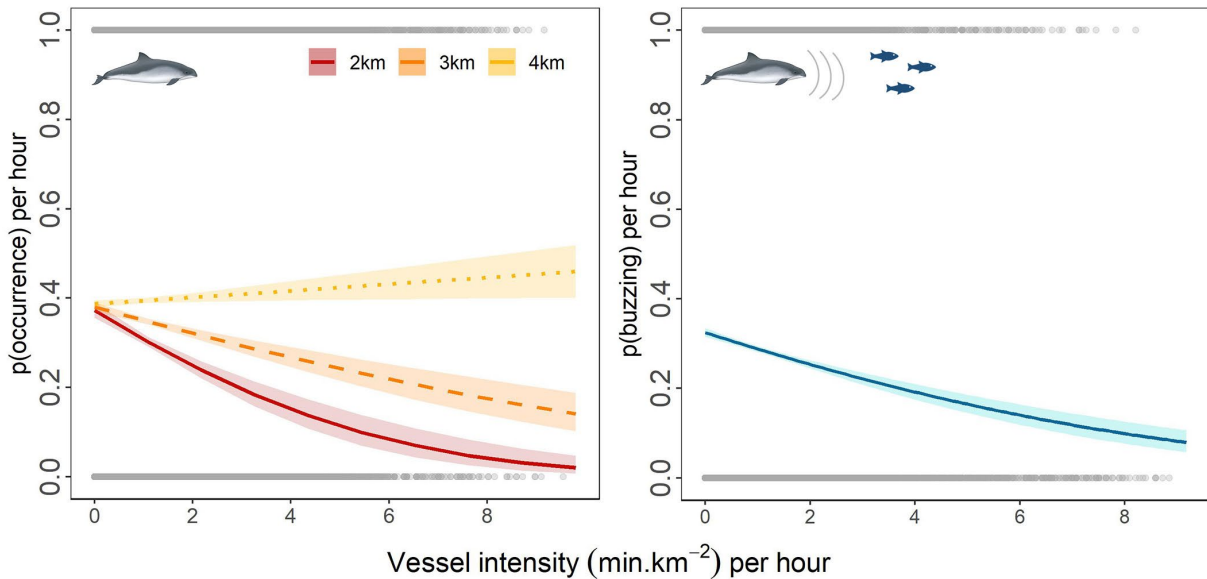 p(occurrence) per hour
1.0
0.8
0.6
0.4
0.2
0.0
2km 3km 4km
0 2 4 6 8
p(buzzing) per hour
1.0
0.8
0.6
0.4
0.2
0.0
0 2 4 6 8
Vessel intensity (min.km⁻²) per hour